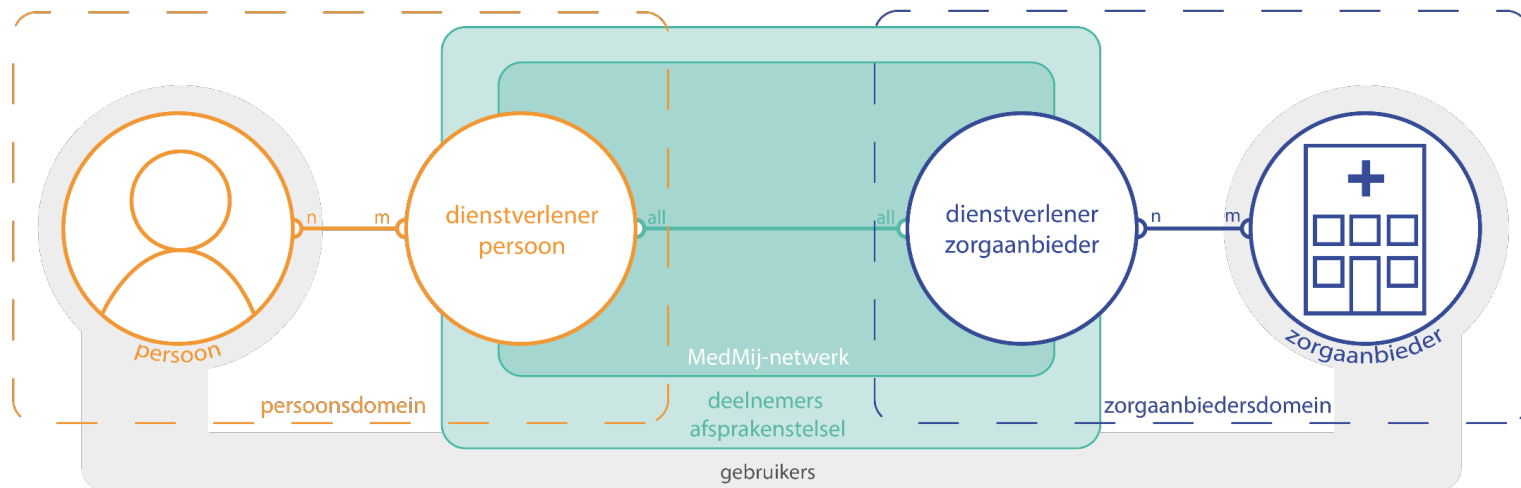 n
m
dienstverlener
persoon
all
all
dienstverlener
zorgaanbieder
n
m
persoon
MedMij-netwerk
zorgaanbieder
persoonsdomein
deelnemers
afsprakenstelsel
zorgaanbiedersdomein
gebruikers